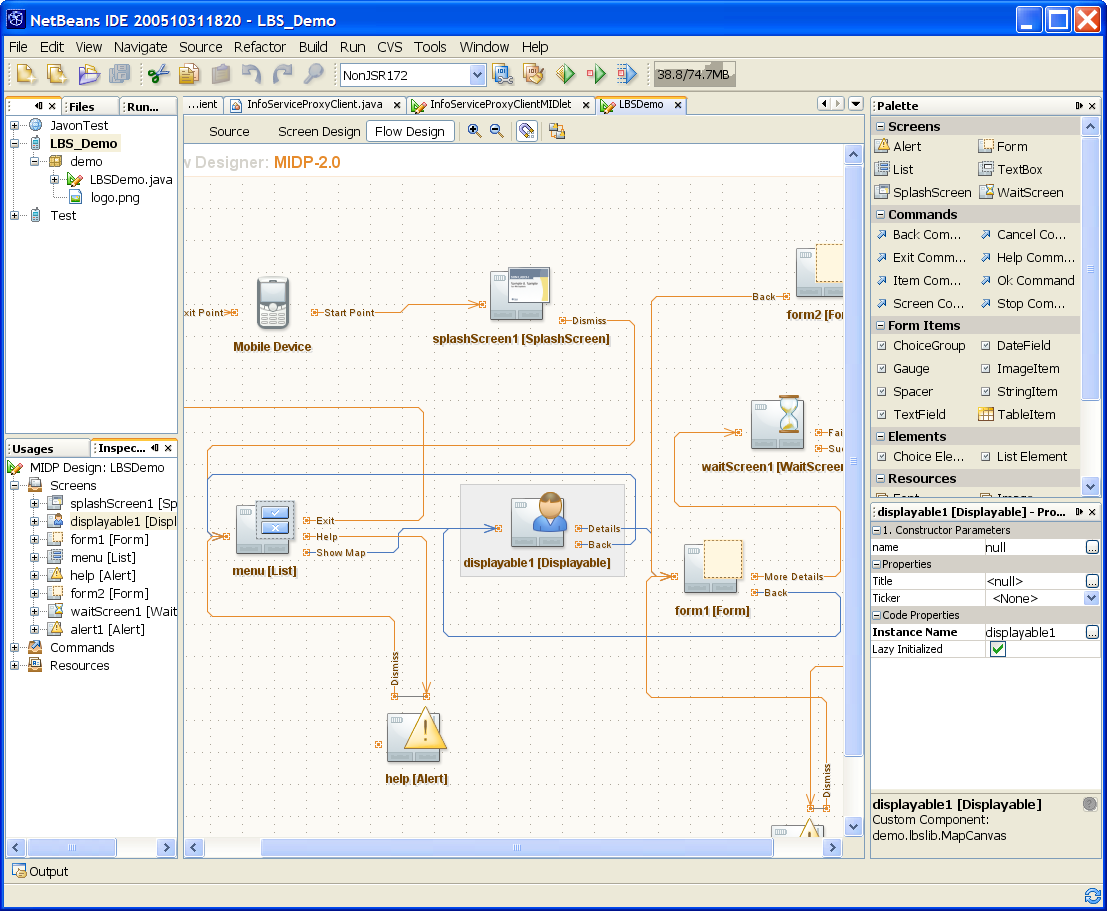 NetBeans IDE 200510311820 - LBS_Demo
File Edit View Navigate Source Refactor Build Run CVS Tools Window Help
NonJSR172
38.8/74.7MB
Files
Run...
JavonTest
LBS_Demo
demo
LBSDemo.java
logo.png
Test
Usages
Inspec...
MIDP Design: LBSDemo
Screens
splashScreen1 [Sp
displayable1 [Displ
form1 [Form]
menu [List]
help [Alert]
form2 [Form]
waitScreen1 [Wait
alert1 [Alert]
Commands
Resources
...ient
InfoServiceProxyClient.java
InfoServiceProxyClientMIDlet
LBSDemo
Source
Screen Design
Flow Design
w Designer: MIDP-2.0
xit Point
Start Point
Mobile Device
Dismiss
splashScreen1 [SplashScreen]
Back
form2 [For
Fai
Suc
waitScreen1 [WaitScreen
Exit
Help
Show Map
menu [List]
Details
Back
displayable1 [Displayable]
More Details
Back
form1 [Form]
Dismiss
help [Alert]
Dismiss
Palette
Screens
Alert Form
List TextBox
SplashScreen WaitScreen
Commands
Back Com... Cancel Co...
Exit Comm... Help Comm...
Item Com... Ok Command
Screen Co... Stop Com...
Form Items
ChoiceGroup DateField
Gauge ImageItem
Spacer StringItem
TextField TableItem
Elements
Choice Ele... List Element
Resources
Font Image
displayable1 [Displayable] - Pro...
1. Constructor Parameters
name null ...
Properties
Title <null> ...
Ticker <None>
Code Properties
Instance Name displayable1 ...
Lazy Initialized
displayable1 [Displayable]
Custom Component:
demo.lbslib.MapCanvas
Output